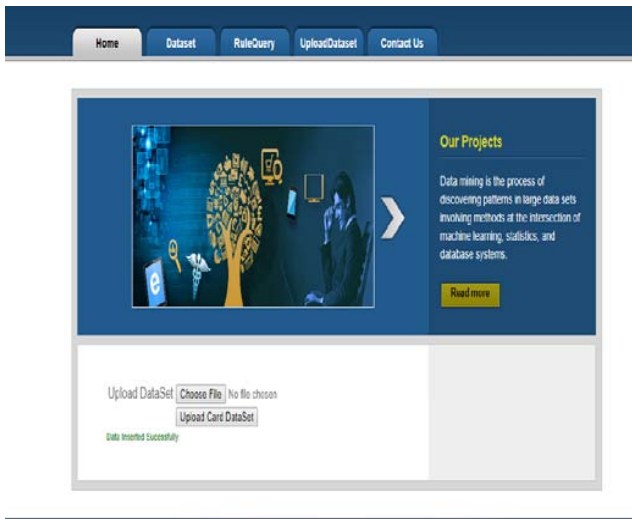 Home Dataset RuleQuery UploadDataset Contact Us
Our Projects
Data mining is the process of
discovering patterns in large data sets
involving methods at the intersection of
machine learning, statistics, and
database systems.
Read more
Upload DataSet Choose File No file chosen
Upload Card DataSet
Data Inserted Sucessfully